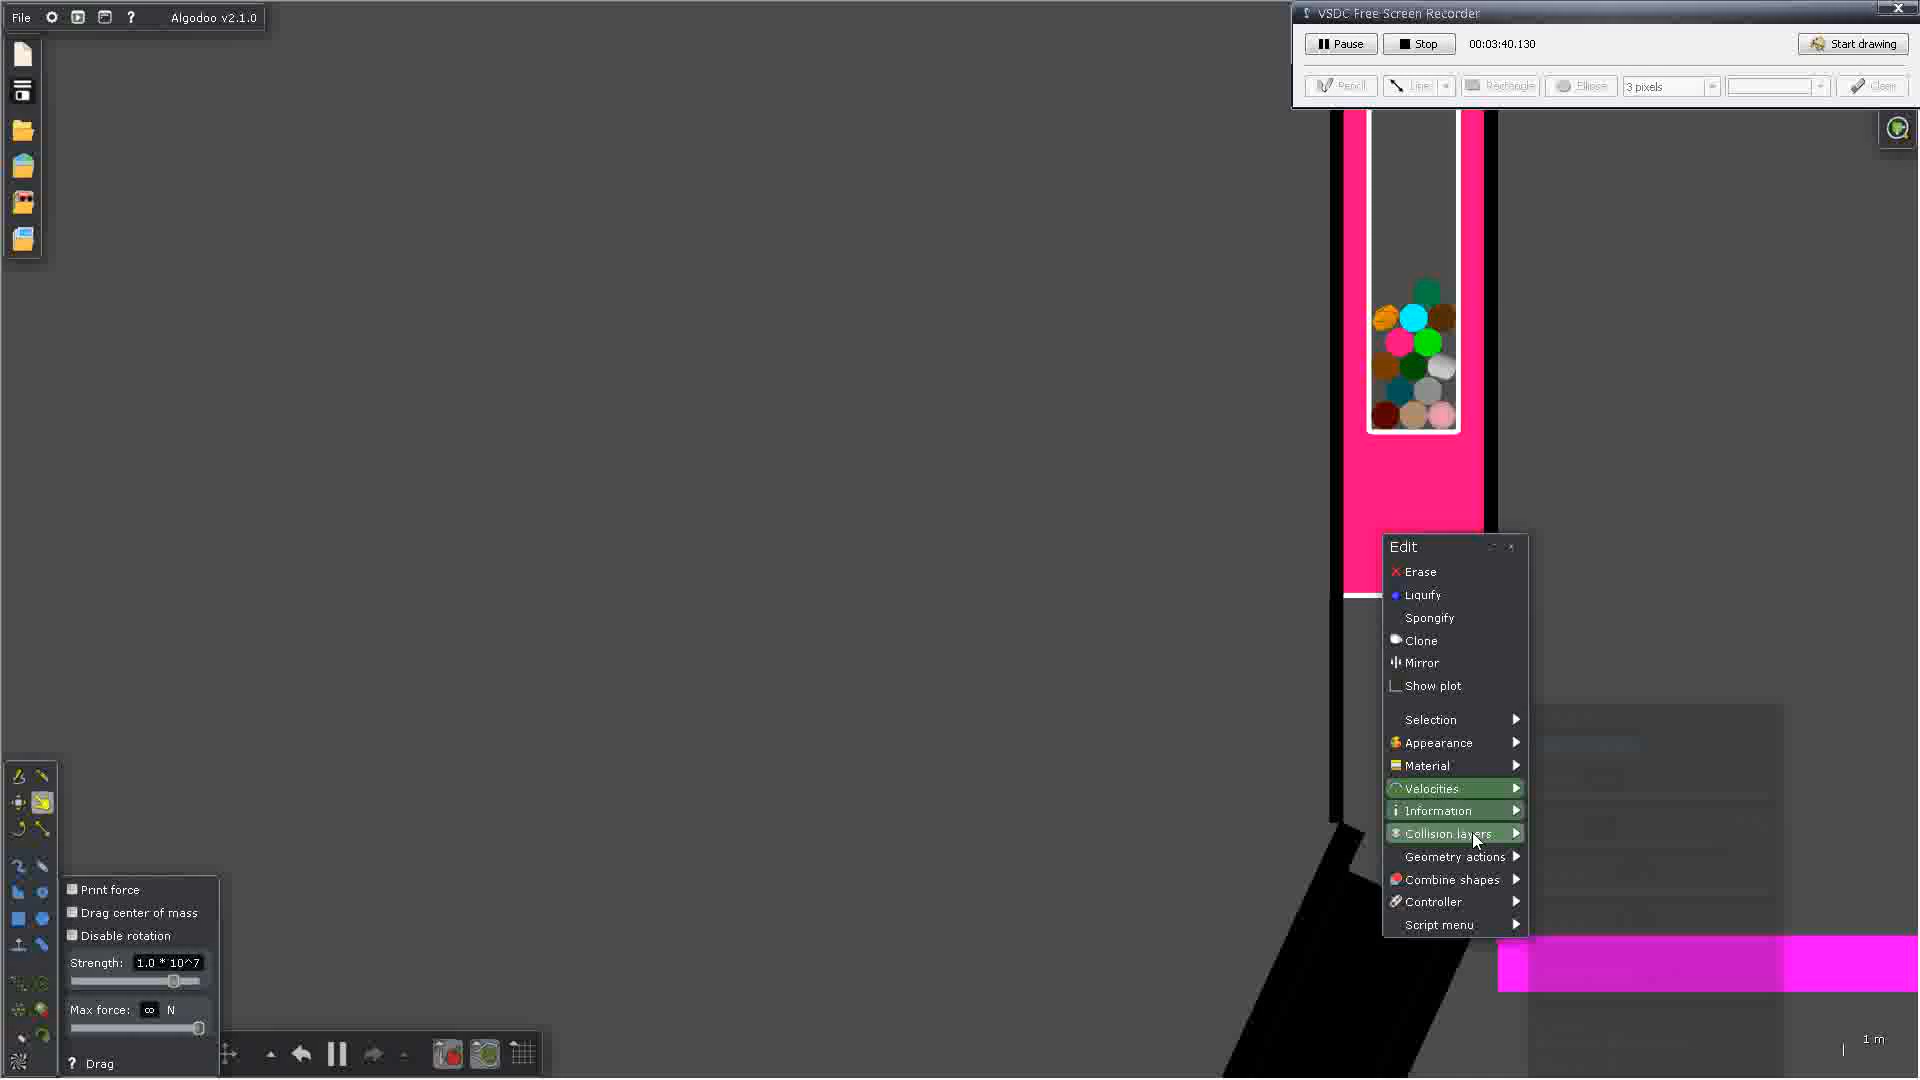 File ? Algodoo v2.1.0
VSDC Free Screen Recorder
Pause Stop 00:03:40.130 Start drawing
Pencil Line Rectangle Ellipse 3 pixels Clean
Edit
Erase
Liquify
Spongify
Clone
Mirror
Show plot
Selection
Appearance
Material
Velocities
Information
Collision layers
Geometry actions
Combine shapes
Controller
Script menu
Print force
Drag center of mass
Disable rotation
Strength: 1.0 * 10^7
Max force: ∞ N
? Drag
1 m